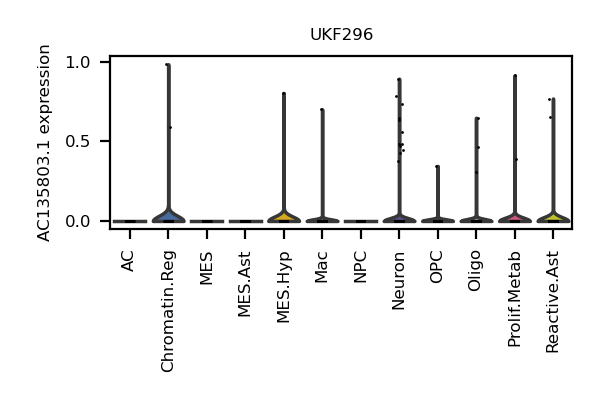 UKF296
AC135803.1 expression
1.0
0.5
0.0
AC
Chromatin.Reg
MES
MES.Ast
MES.Hyp
Mac
NPC
Neuron
OPC
Oligo
Prolif.Metab
Reactive.Ast